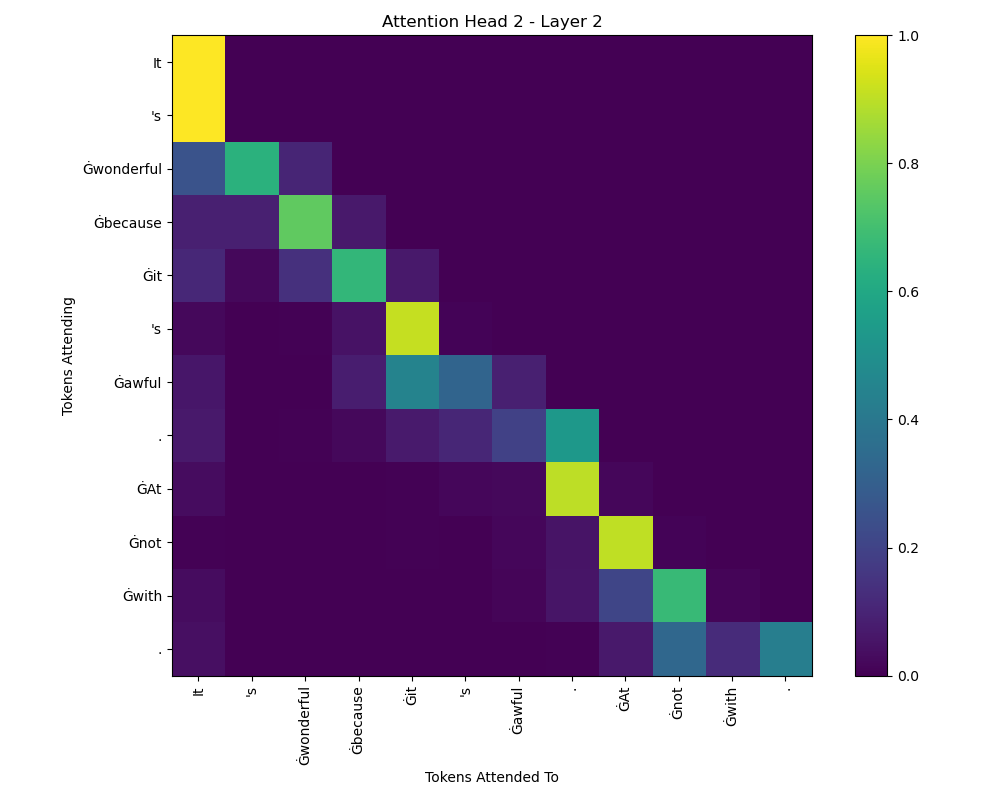 Attention Head 2 - Layer 2
It
's
Ġwonderful
Ġbecause
Ġit
's
Ġawful
.
ĠAt
Ġnot
Ġwith
.
Tokens Attending
It
's
Ġwonderful
Ġbecause
Ġit
's
Ġawful
.
ĠAt
Ġnot
Ġwith
.
Tokens Attended To
1.0
0.8
0.6
0.4
0.2
0.0